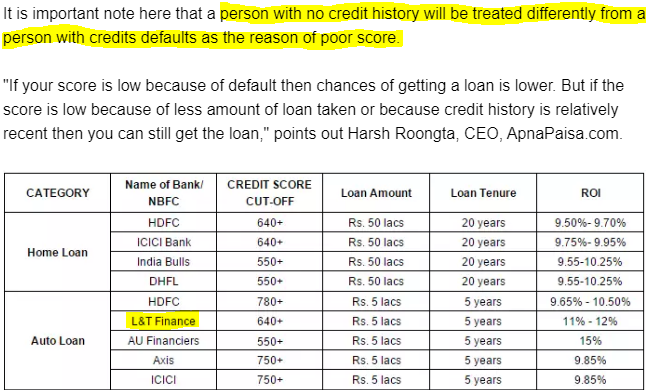 It is important note here that a person with no credit history will be treated differently from a
person with credits defaults as the reason of poor score.
"If your score is low because of default then chances of getting a loan is lower. But if the
score is low because of less amount of loan taken or because credit history is relatively
recent then you can still get the loan," points out Harsh Roongta, CEO, ApnaPaisa.com.
CATEGORY Name of Bank/ NBFC CREDIT SCORE CUT-OFF Loan Amount Loan Tenure ROI
Home Loan HDFC 640+ Rs. 50 lacs 20 years 9.50%- 9.70%
ICICI Bank 640+ Rs. 50 lacs 20 years 9.75%- 9.95%
India Bulls 550+ Rs. 50 lacs 20 years 9.55-10.25%
DHFL 550+ Rs. 50 lacs 20 years 9.55-10.25%
Auto Loan HDFC 780+ Rs. 5 lacs 5 years 9.65% - 10.50%
L&T Finance 640+ Rs. 5 lacs 5 years 11% - 12%
AU Financiers 550+ Rs. 5 lacs 5 years 15%
Axis 750+ Rs. 5 lacs 5 years 9.85%
ICICI 750+ Rs. 5 lacs 5 years 9.85%